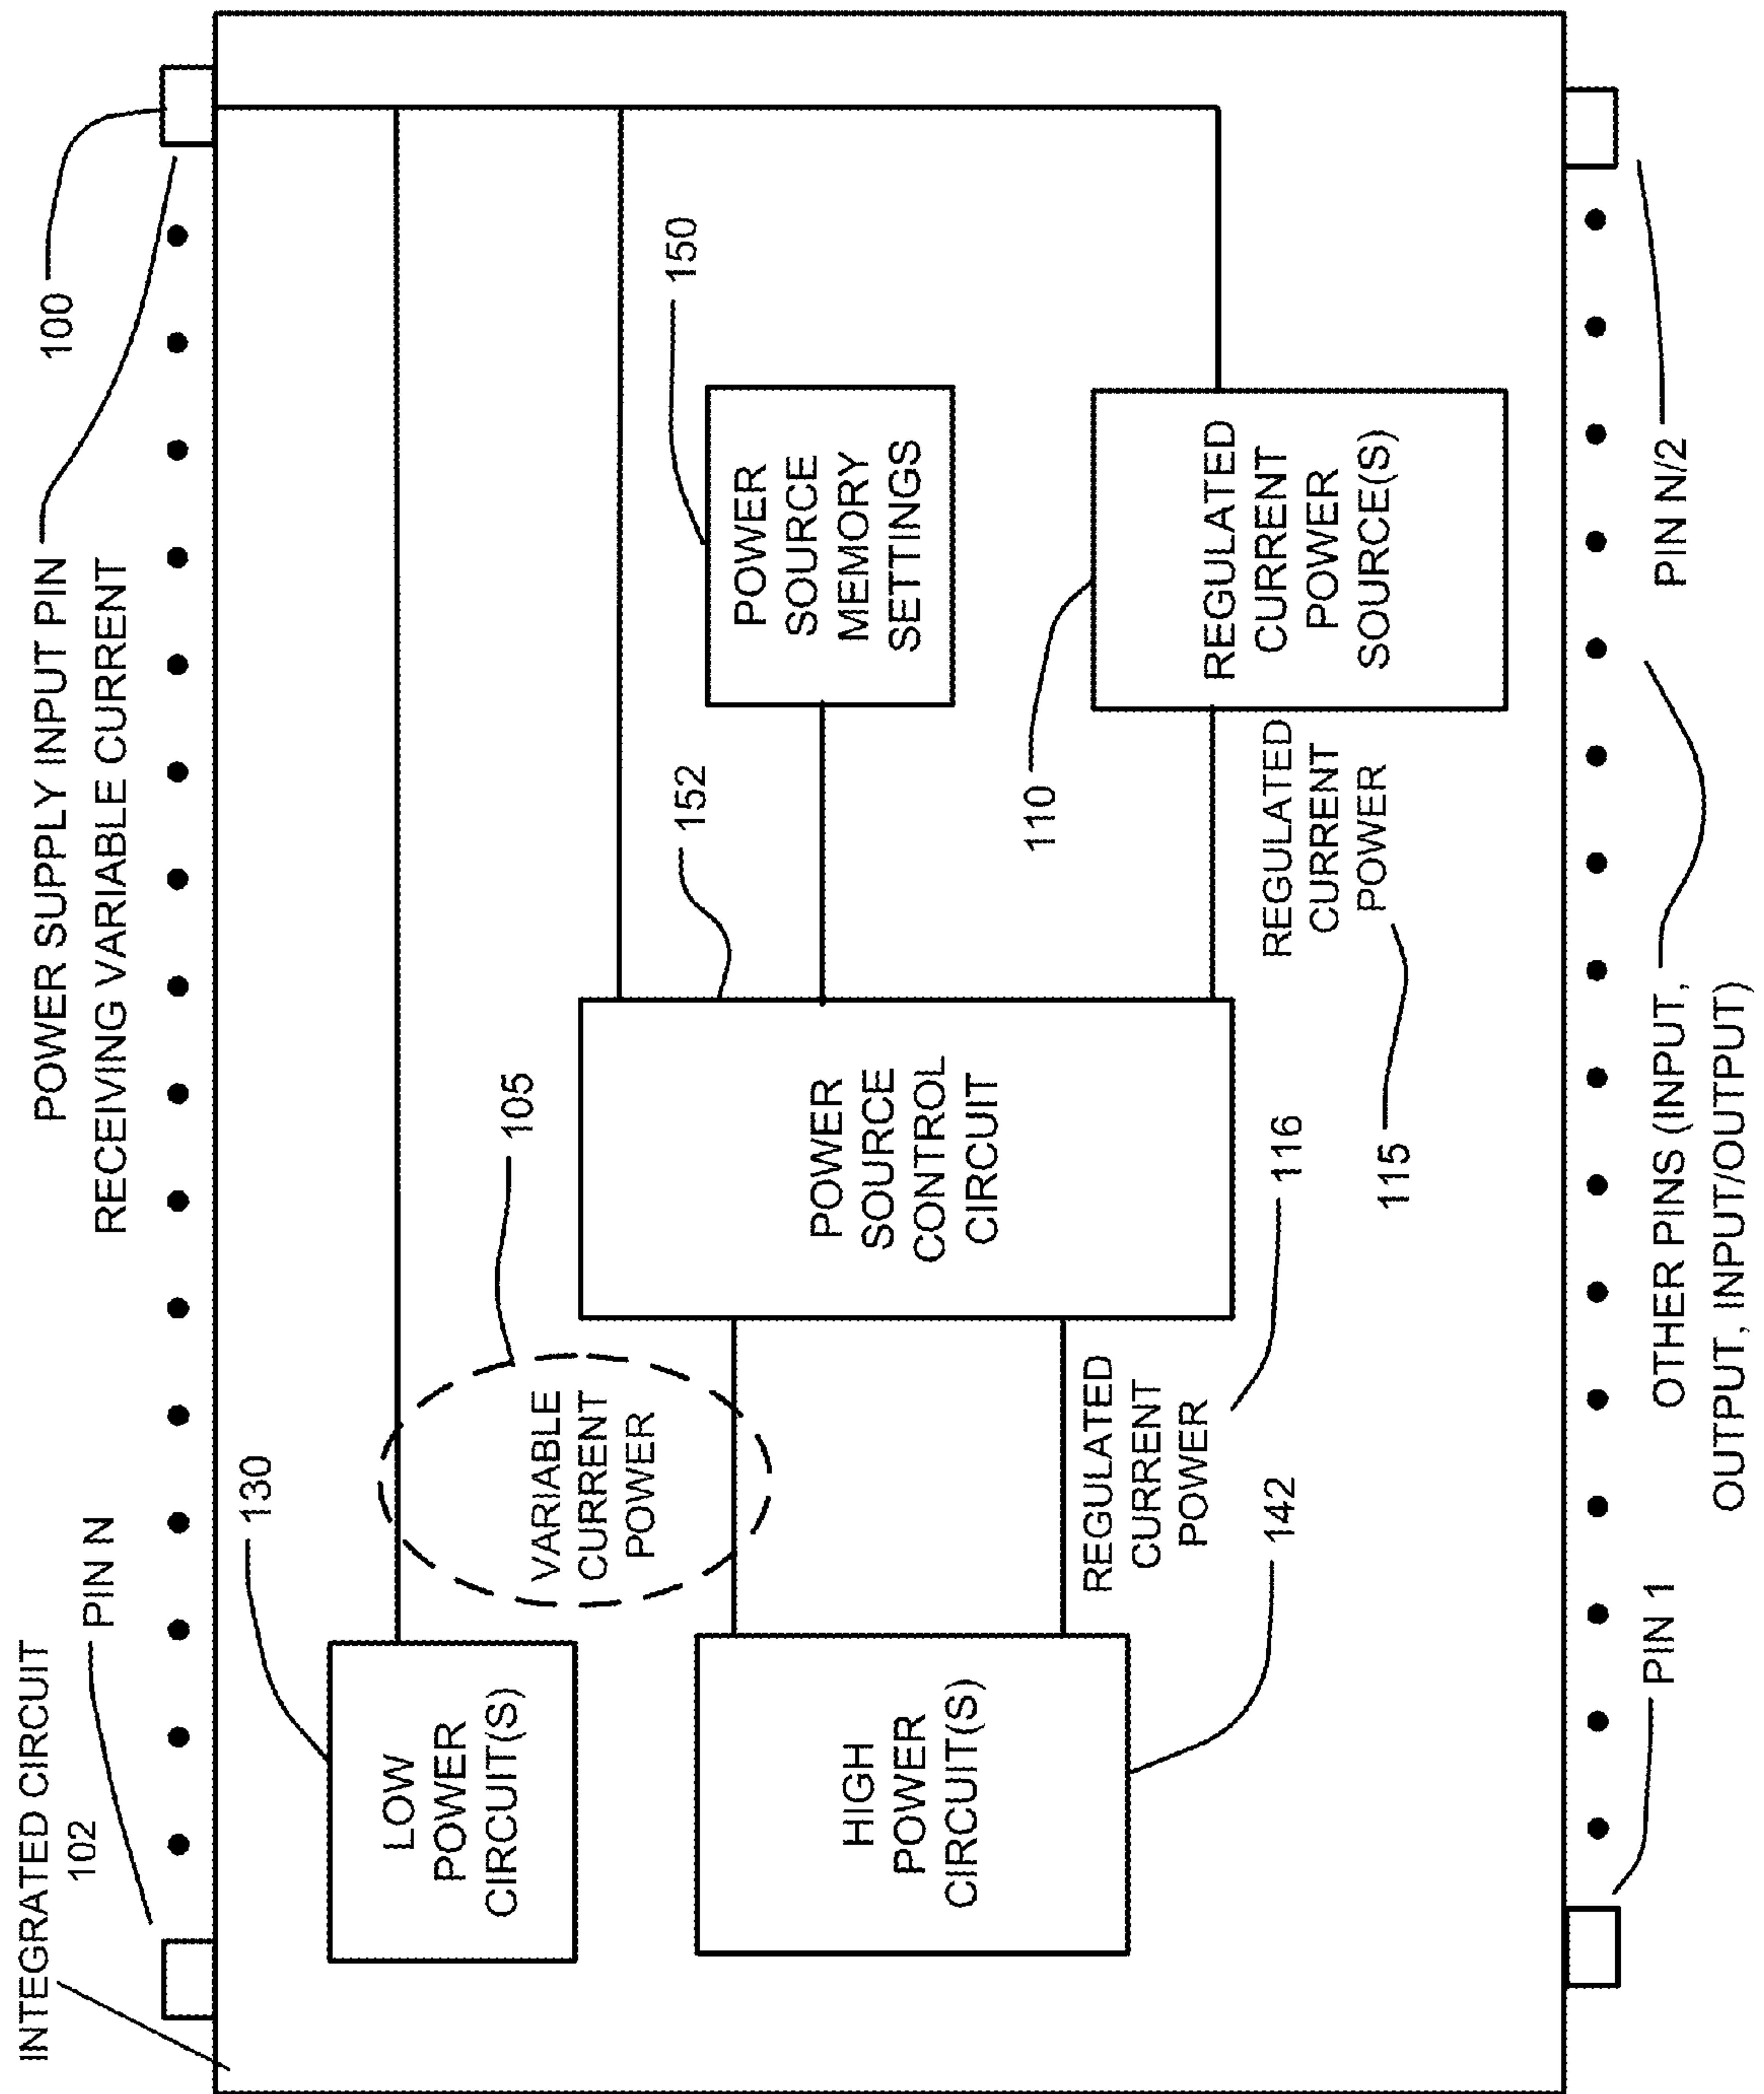 INTEGRATED CIRCUIT
102
PIN N
POWER SUPPLY INPUT PIN
RECEIVING VARIABLE CURRENT
100
130
LOW
POWER
CIRCUIT(S)
105
VARIABLE
CURRENT
POWER
152
150
POWER
SOURCE
MEMORY
SETTINGS
HIGH
POWER
CIRCUIT(S)
POWER
SOURCE
CONTROL
CIRCUIT
REGULATED
CURRENT
POWER
116
142
110
REGULATED
CURRENT
POWER
SOURCE(S)
REGULATED
CURRENT
POWER
115
PIN 1
OTHER PINS (INPUT,
OUTPUT, INPUT/OUTPUT)
PIN N/2